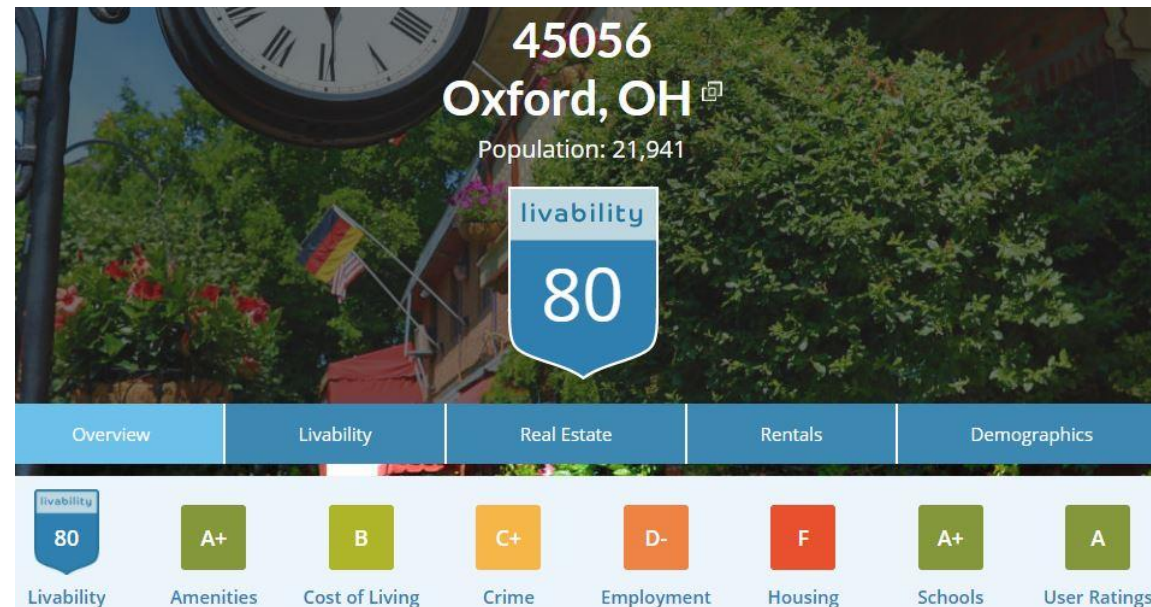 45056
Oxford, OH
Population: 21,941
livability
80
Overview Livability Real Estate Rentals Demographics
livability
80 A+ B C+ D- F A+ A
Livability Amenities Cost of Living Crime Employment Housing Schools User Ratings